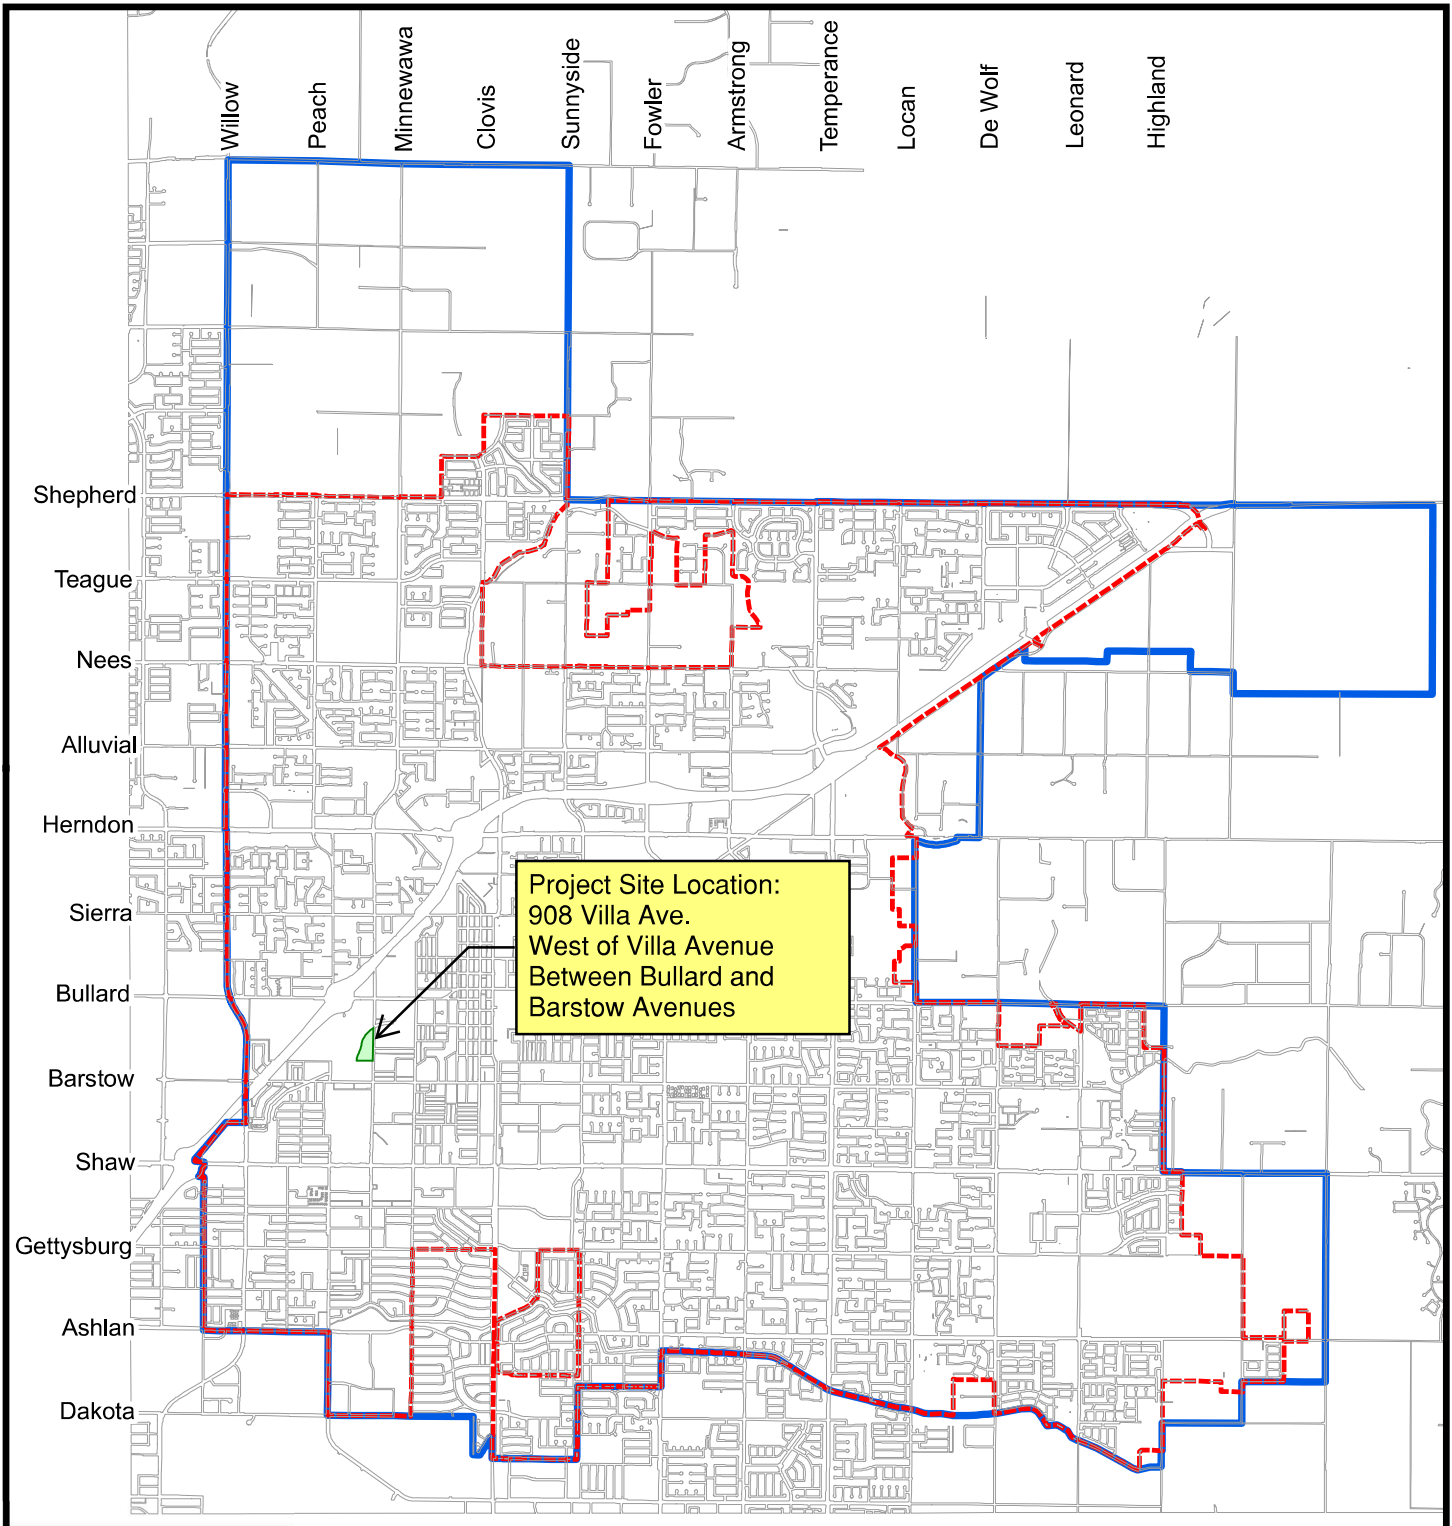 Willow
Peach
Minnewawa
Clovis
Sunnyside
Fowler
Armstrong
Temperance
Locan
De Wolf
Leonard
Highland
Shepherd
Teague
Nees
Alluvial
Herndon
Sierra
Bullard
Barstow
Shaw
Gettysburg
Ashlan
Dakota
Project Site Location:
908 Villa Ave.
West of Villa Avenue
Between Bullard and
Barstow Avenues